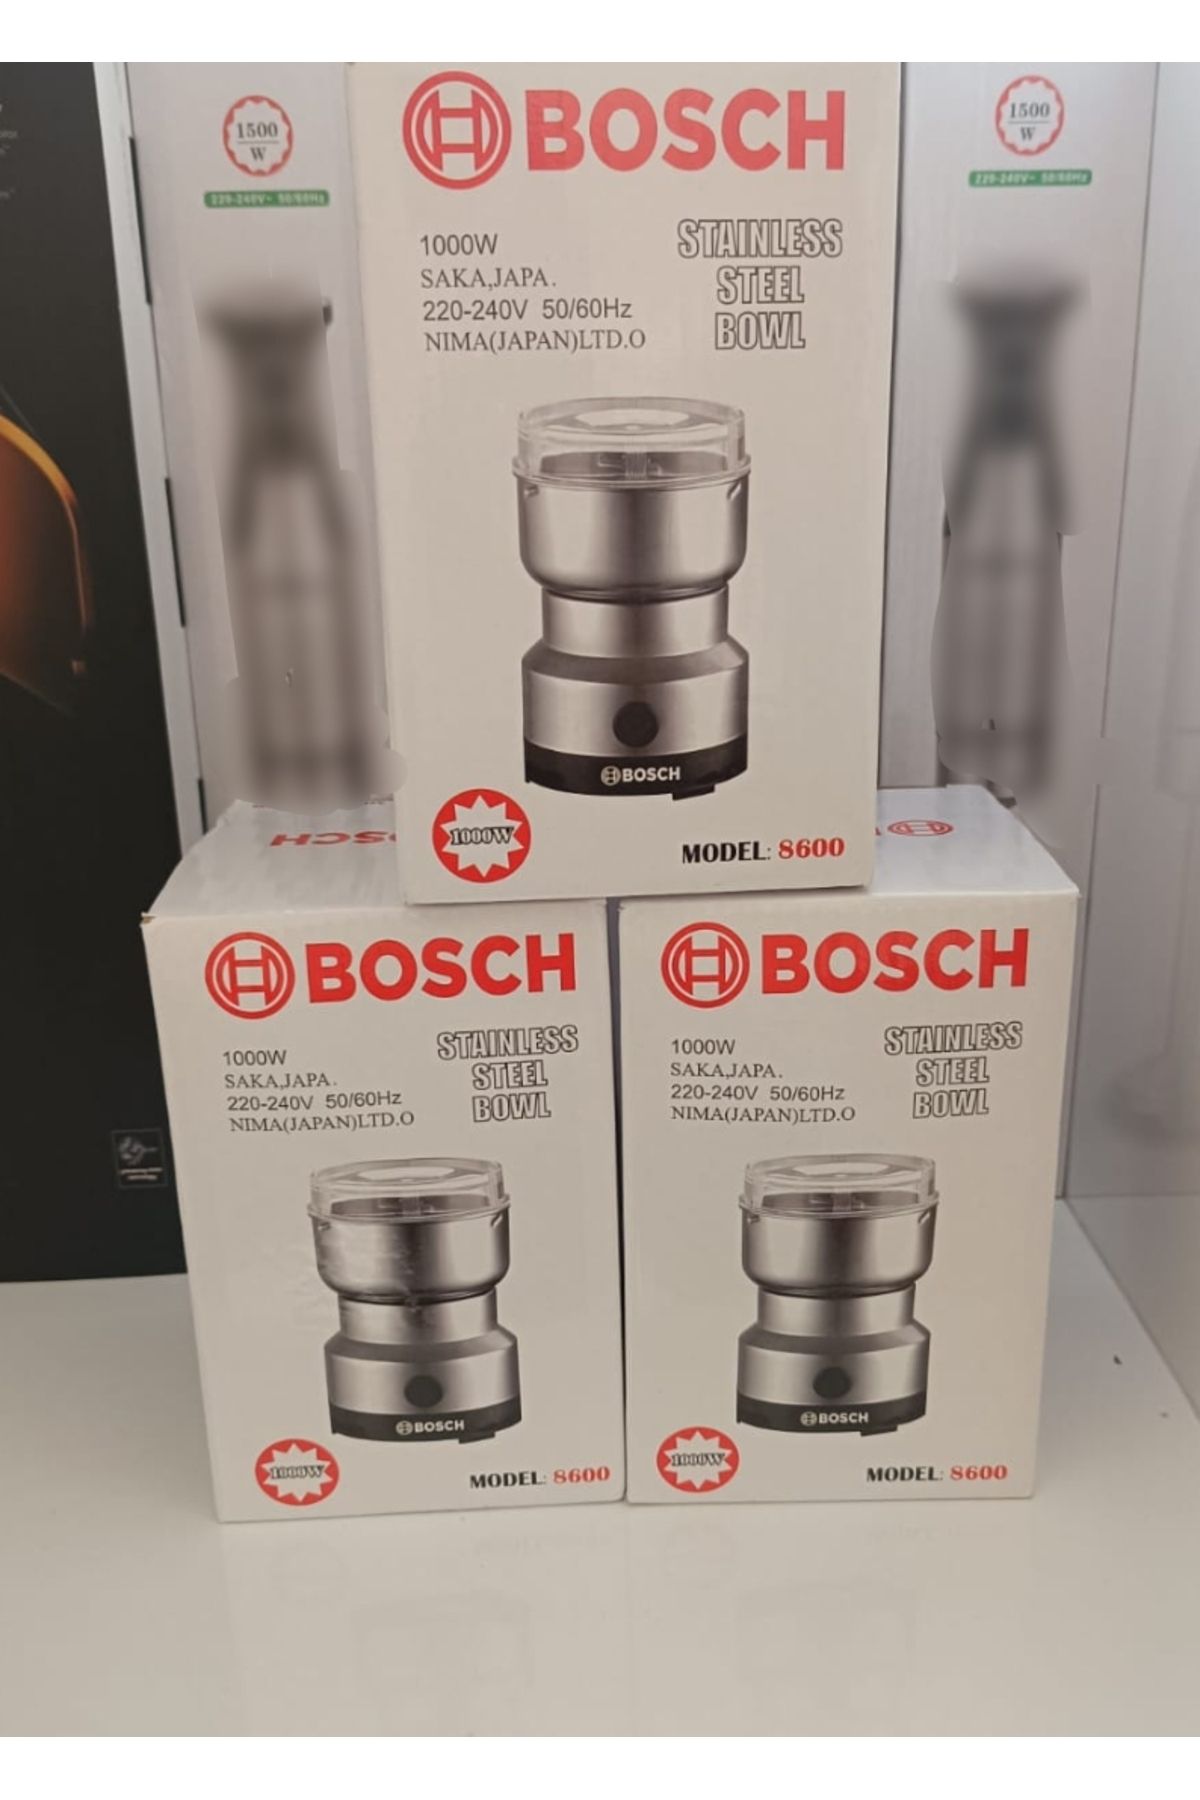 1500
W
220-240V~ 50/60Hz
1500
W
220-240V~ 50/60Hz
BOSCH
1000W
SAKA,JAPA.
220-240V 50/60Hz
NIMA(JAPAN)LTD.O
STAINLESS
STEEL
BOWL
BOSCH
1000W
MODEL: 8600
BOSCH
1000W
SAKA,JAPA.
220-240V 50/60Hz
NIMA(JAPAN)LTD.O
STAINLESS
STEEL
BOWL
BOSCH
1000W
MODEL: 8600
BOSCH
1000W
SAKA,JAPA.
220-240V 50/60Hz
NIMA(JAPAN)LTD.O
STAINLESS
STEEL
BOWL
BOSCH
1000W
MODEL: 8600